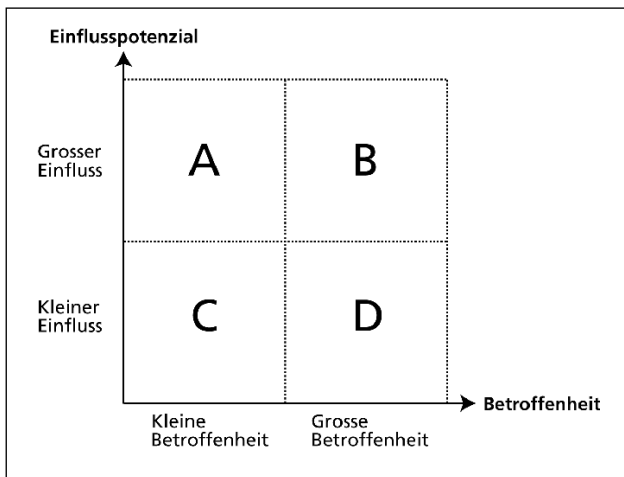 Einflusspotenzial
Grosser
Einfluss
A
B
Kleiner
Einfluss
C
D
Betroffenheit
Kleine
Betroffenheit
Grosse
Betroffenheit